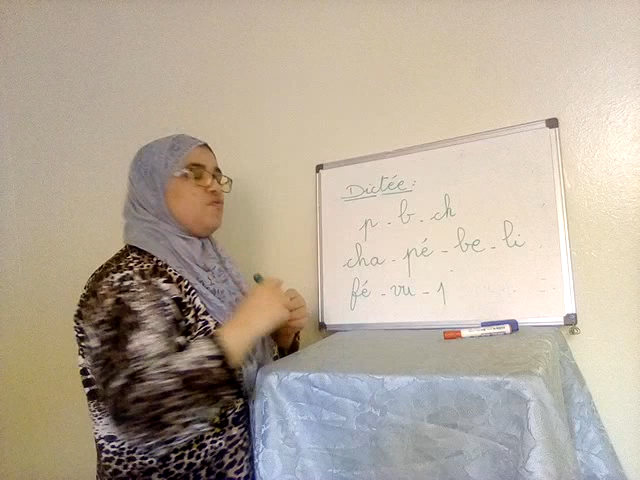 Dictée:
p - b - ch
cha - pé - be - li
fé - vu - 1